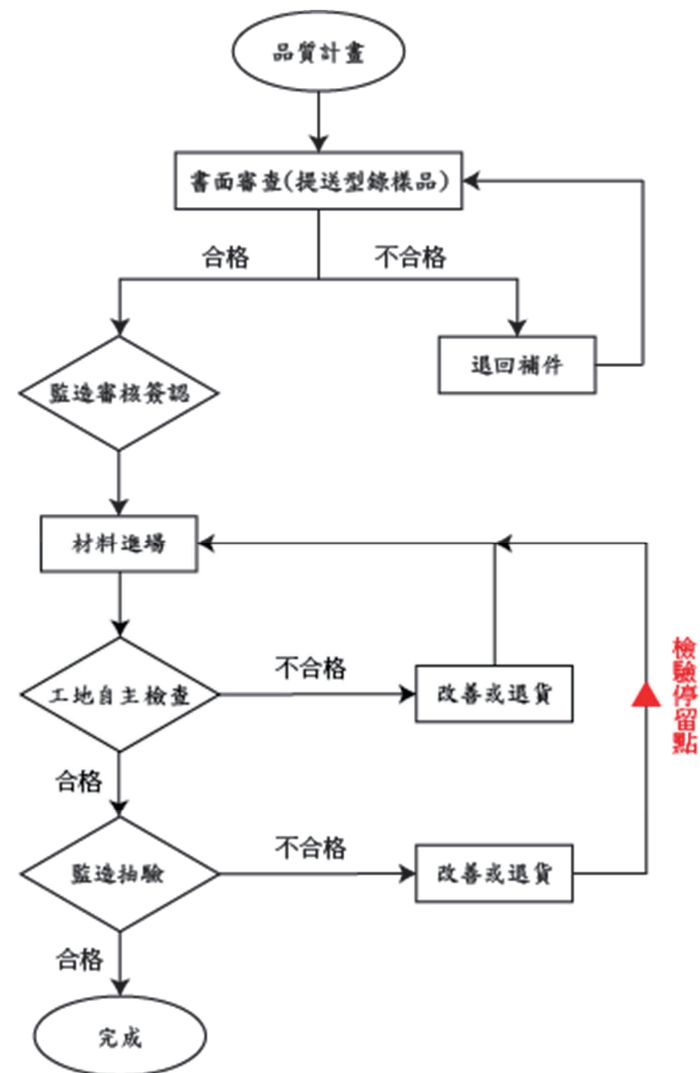 品質計畫
書面審查(提送型錄樣品)
合格
不合格
監造審核簽認
退回補件
材料進場
工地自主檢查
不合格
改善或退貨
檢驗停留點
合格
監造抽驗
不合格
改善或退貨
合格
完成